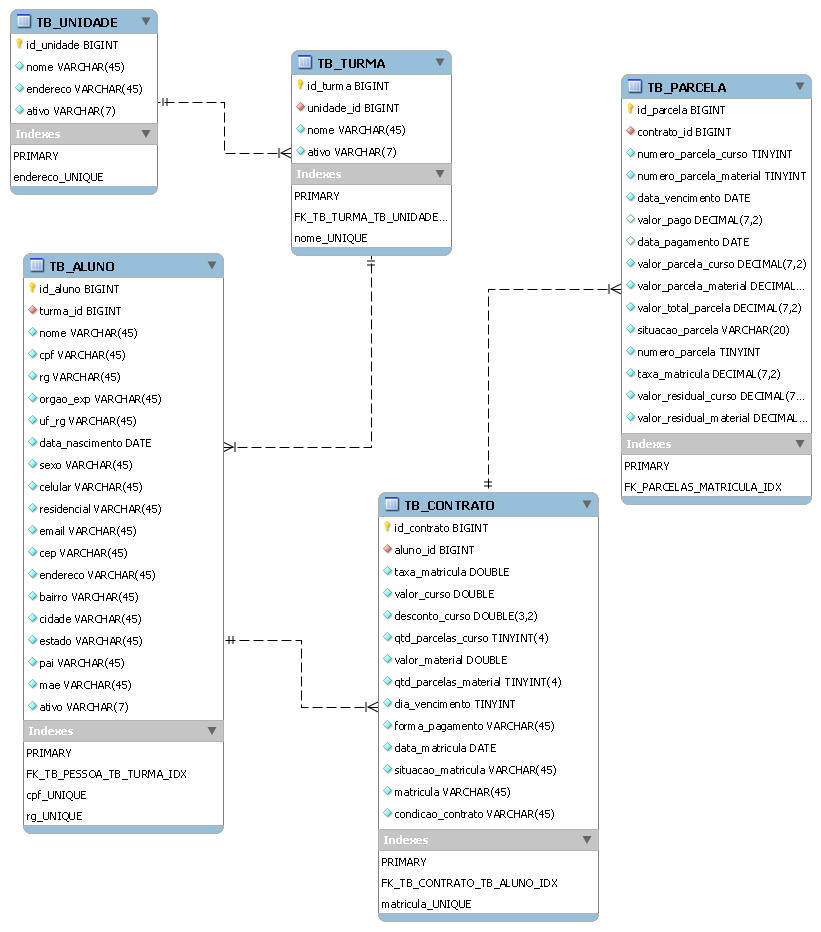 TB_UNIDADE
id_unidade BIGINT
nome VARCHAR(45)
endereco VARCHAR(45)
ativo VARCHAR(7)
Indexes
PRIMARY
endereco_UNIQUE
TB_TURMA
id_turma BIGINT
unidade_id BIGINT
nome VARCHAR(45)
ativo VARCHAR(7)
Indexes
PRIMARY
FK_TB_TURMA_TB_UNIDADE...
nome_UNIQUE
TB_PARCELA
id_parcela BIGINT
contrato_id BIGINT
numero_parcela_curso TINYINT
numero_parcela_material TINYINT
data_vencimento DATE
valor_pago DECIMAL(7,2)
data_pagamento DATE
valor_parcela_curso DECIMAL(7,2)
valor_parcela_material DECIMAL...
valor_total_parcela DECIMAL(7,2)
situacao_parcela VARCHAR(20)
numero_parcela TINYINT
taxa_matricula DECIMAL(7,2)
valor_residual_curso DECIMAL(7...
valor_residual_material DECIMAL...
Indexes
PRIMARY
FK_PARCELAS_MATRICULA_IDX
TB_ALUNO
id_aluno BIGINT
turma_id BIGINT
nome VARCHAR(45)
cpf VARCHAR(45)
rg VARCHAR(45)
orgao_exp VARCHAR(45)
uf_rg VARCHAR(45)
data_nascimento DATE
sexo VARCHAR(45)
celular VARCHAR(45)
residencial VARCHAR(45)
email VARCHAR(45)
cep VARCHAR(45)
endereco VARCHAR(45)
bairro VARCHAR(45)
cidade VARCHAR(45)
estado VARCHAR(45)
pai VARCHAR(45)
mae VARCHAR(45)
ativo VARCHAR(7)
Indexes
PRIMARY
FK_TB_PESSOA_TB_TURMA_IDX
cpf_UNIQUE
rg_UNIQUE
TB_CONTRATO
id_contrato BIGINT
aluno_id BIGINT
taxa_matricula DOUBLE
valor_curso DOUBLE
desconto_curso DOUBLE(3,2)
qtd_parcelas_curso TINYINT(4)
valor_material DOUBLE
qtd_parcelas_material TINYINT(4)
dia_vencimento TINYINT
forma_pagamento VARCHAR(45)
data_matricula DATE
situacao_matricula VARCHAR(45)
matricula VARCHAR(45)
condicao_contrato VARCHAR(45)
Indexes
PRIMARY
FK_TB_CONTRATO_TB_ALUNO_IDX
matricula_UNIQUE